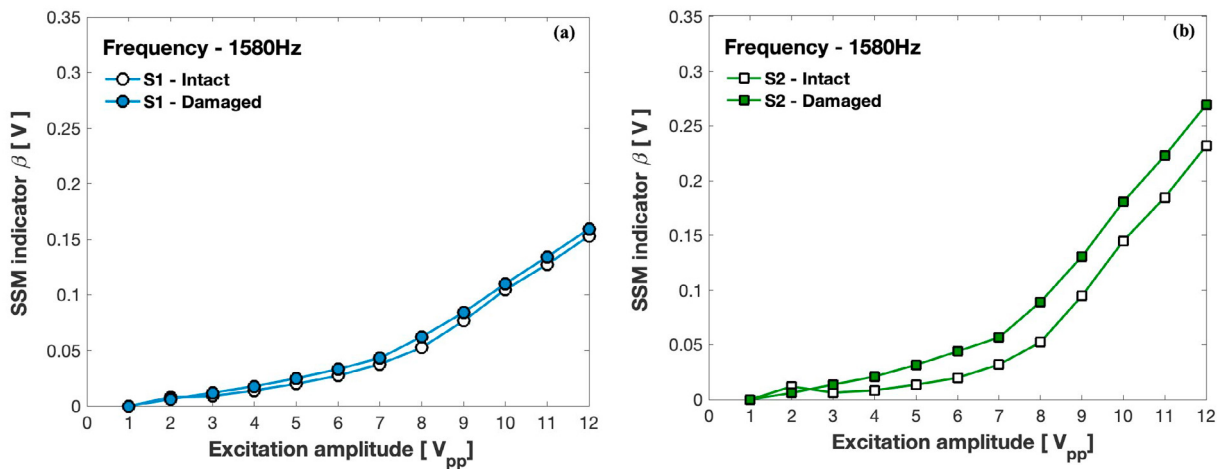 (a)
Frequency - 1580Hz
S1 - Intact
S1 - Damaged
SSM indicator β [ V ]
0.35
0.3
0.25
0.2
0.15
0.1
0.05
0
0 1 2 3 4 5 6 7 8 9 10 11 12
Excitation amplitude [ Vpp]
(b)
Frequency - 1580Hz
S2 - Intact
S2 - Damaged
SSM indicator β [ V ]
0.35
0.3
0.25
0.2
0.15
0.1
0.05
0
0 1 2 3 4 5 6 7 8 9 10 11 12
Excitation amplitude [ Vpp]